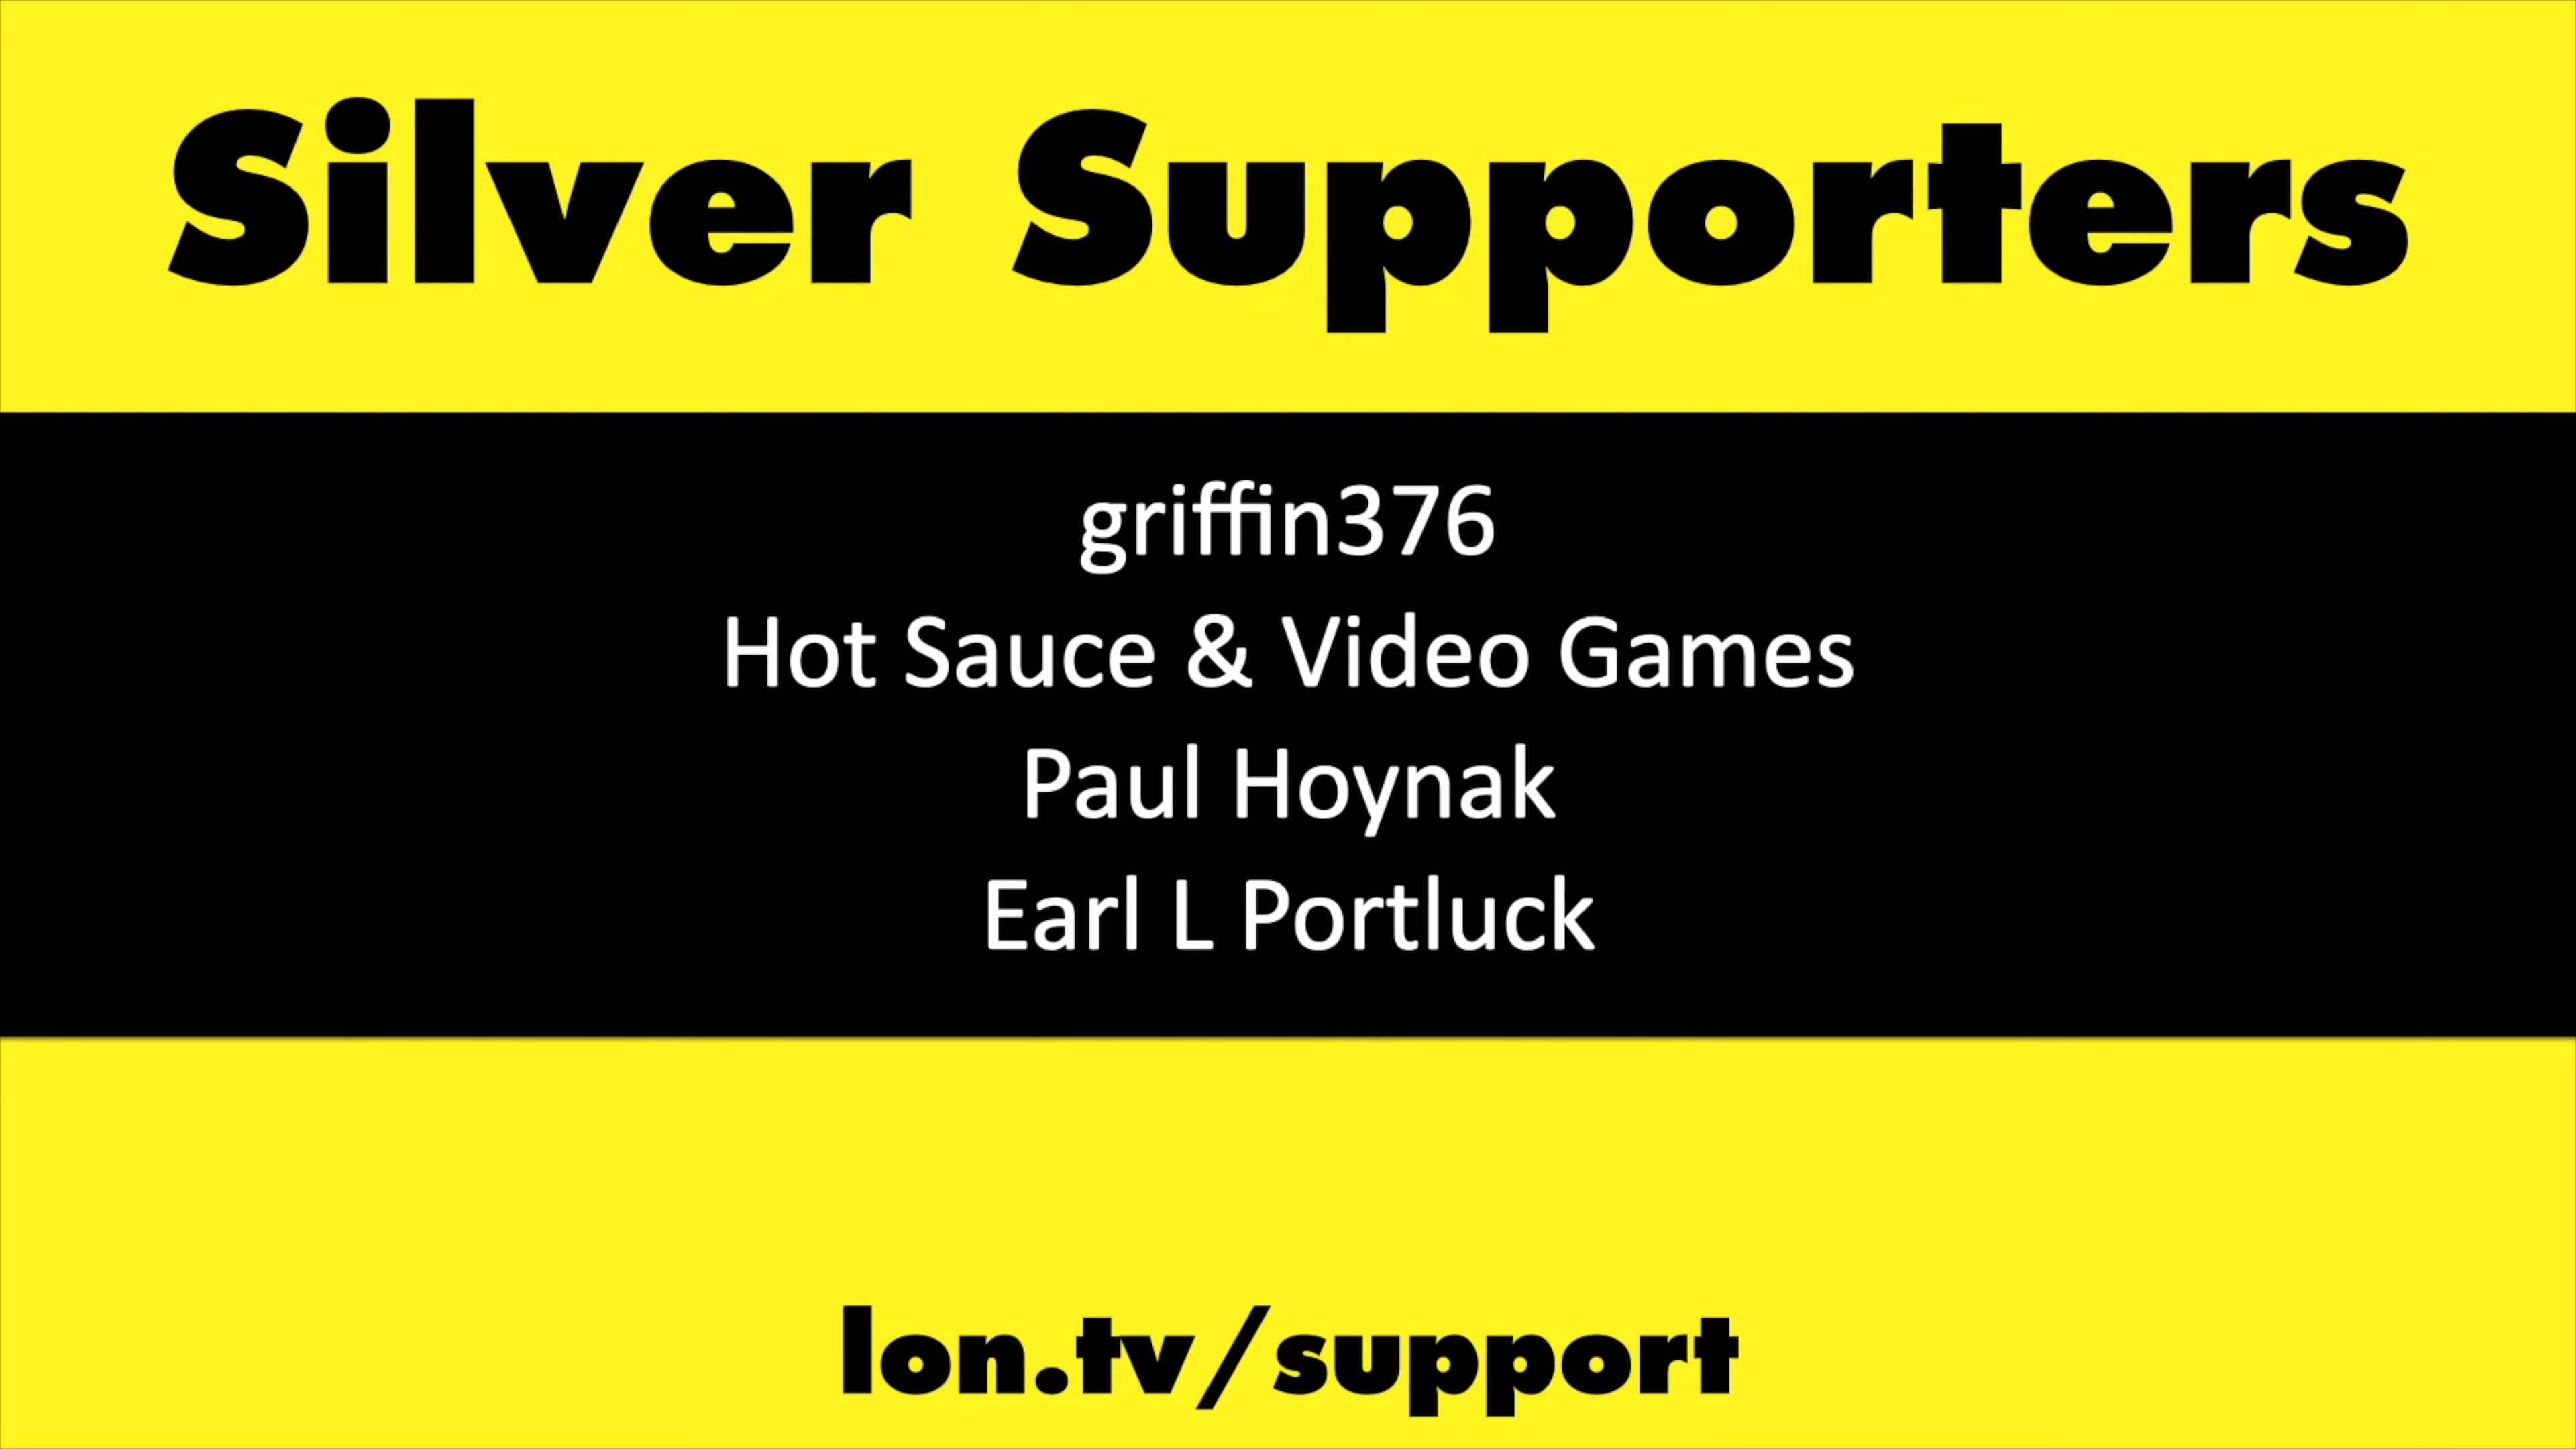 Silver Supporters
griffin376
Hot Sauce & Video Games
Paul Hoynak
Earl L Portluck
lon.tv/support